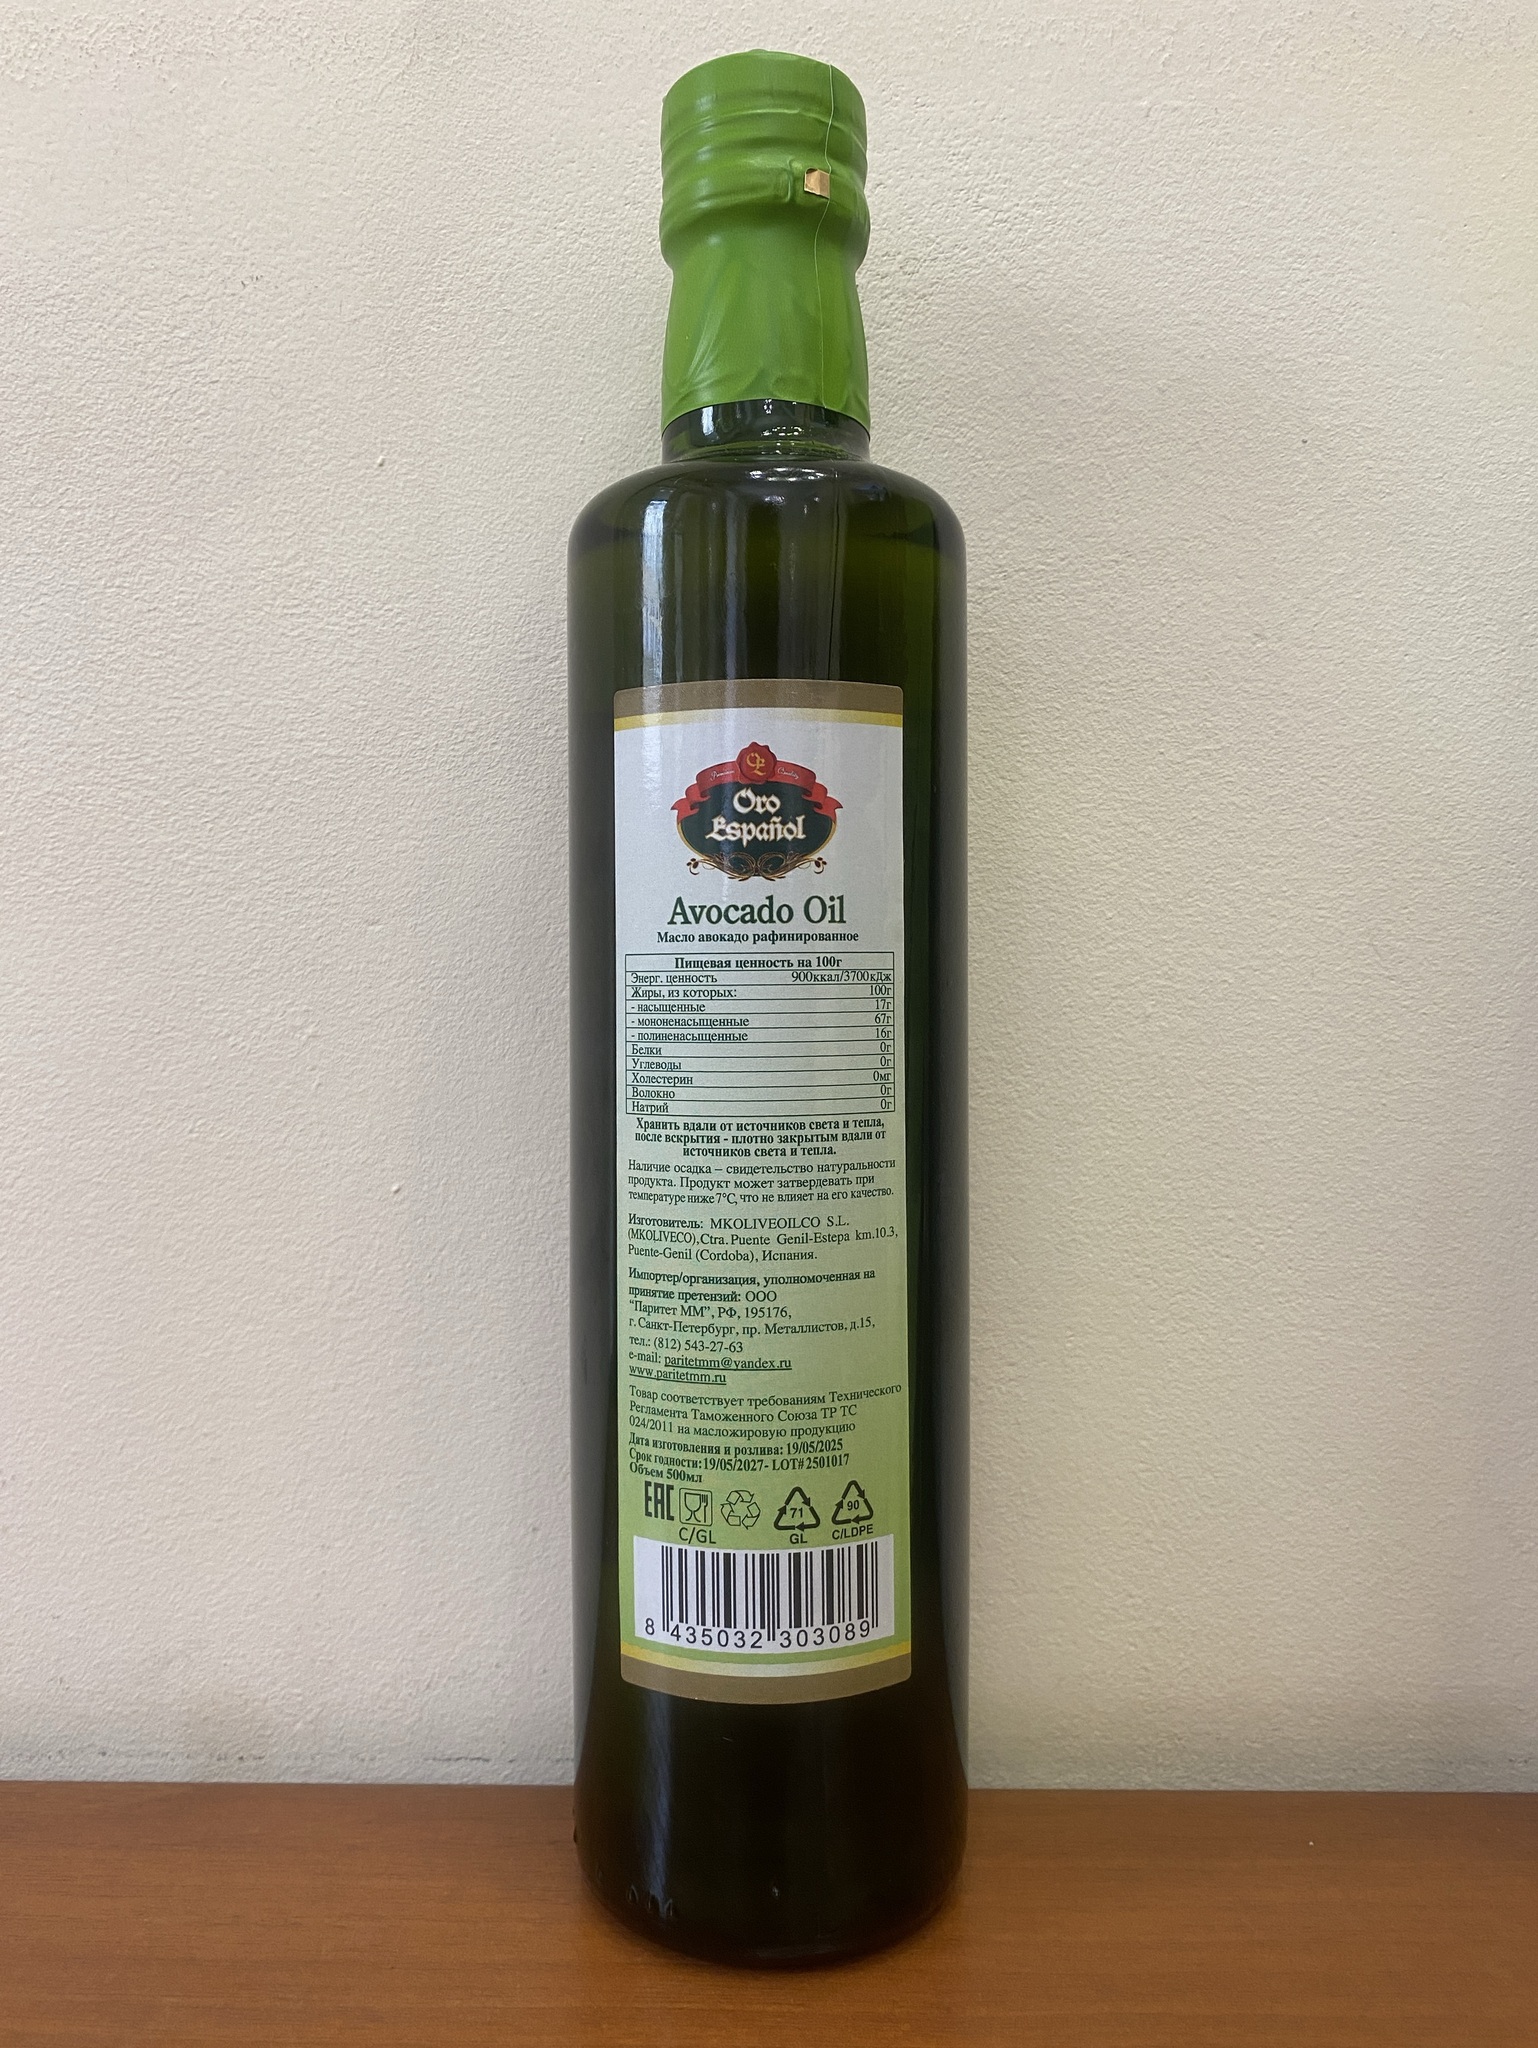 Premium Quality
Oro
Español
Avocado Oil
Масло авокадо рафинированное
Пищевая ценность на 100г
Энерг. ценность 900ккал/3700кДж
Жиры, из которых: 100г
- насыщенные 17г
- мононенасыщенные 67г
- полиненасыщенные 16г
Белки 0г
Углеводы 0г
Холестерин 0мг
Волокно 0г
Натрий 0г
Хранить вдали от источников света и тепла,
после вскрытия - плотно закрытым вдали от
источников света и тепла.
Наличие осадка – свидетельство натуральности
продукта. Продукт может затвердевать при
температуре ниже 7°C, что не влияет на его качество.
Изготовитель: MKOLIVEOILCO S.L.
(MKOLIVECO), Ctra. Puente Genil-Estepa km.10.3,
Puente-Genil (Cordoba), Испания.
Импортер/организация, уполномоченная на
принятие претензий: ООО
“Паритет ММ”, РФ, 195176,
г. Санкт-Петербург, пр. Металлистов, д.15,
тел.: (812) 543-27-63
e-mail: paritetmm@yandex.ru
www.paritetmm.ru
Товар соответствует требованиям Технического
Регламента Таможенного Союза ТР ТС
024/2011 на масложировую продукцию
Дата изготовления и розлива: 19/05/2025
Срок годности: 19/05/2027- LOT# 2501017
Объем 500мл
EAC 71 90
C/GL GL C/LDPE
8 435032 303089